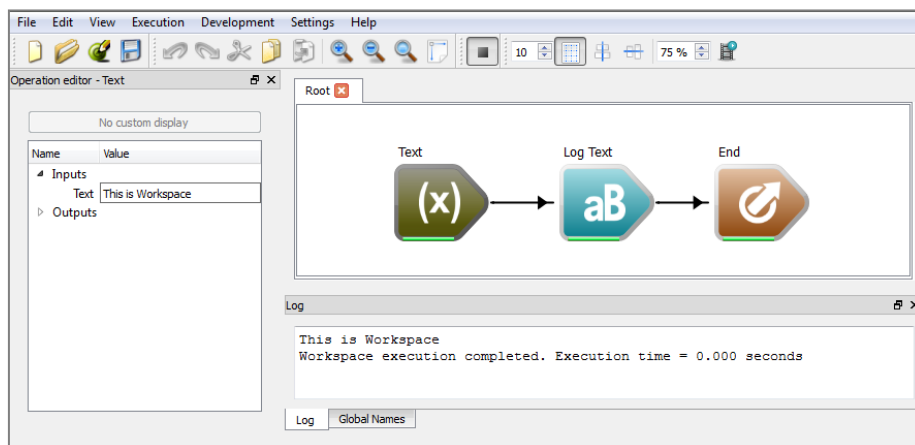 File Edit View Execution Development Settings Help
10 75 %
Operation editor - Text
No custom display
Name Value
Inputs
Text This is Workspace
Outputs
Root
Text Log Text End
(x) aB
Log
This is Workspace
Workspace execution completed. Execution time = 0.000 seconds
Log Global Names